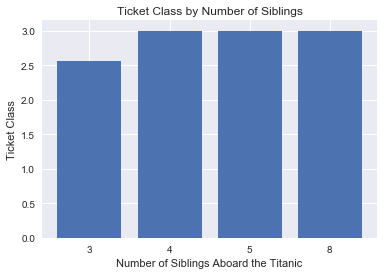 Ticket Class by Number of Siblings
3.0
2.5
2.0
1.5
1.0
0.5
0.0
Ticket Class
3 4 5 8
Number of Siblings Aboard the Titanic